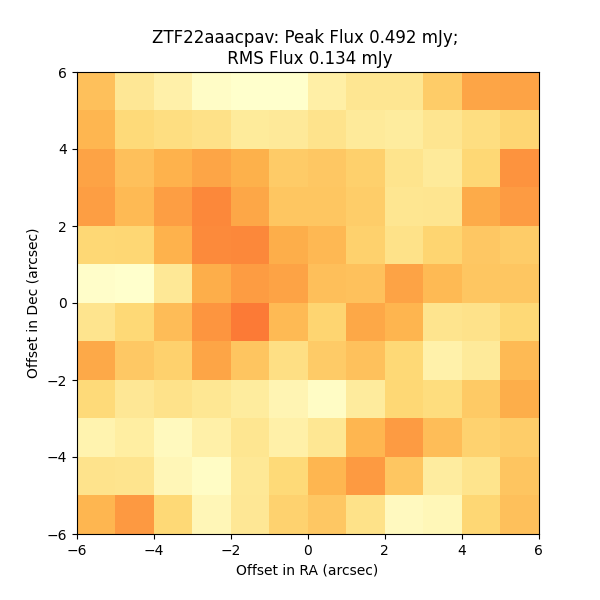 ZTF22aaacpav: Peak Flux 0.492 mJy;
RMS Flux 0.134 mJy
6
4
2
0
−2
−4
−6
Offset in Dec (arcsec)
−6 −4 −2 0 2 4 6
Offset in RA (arcsec)